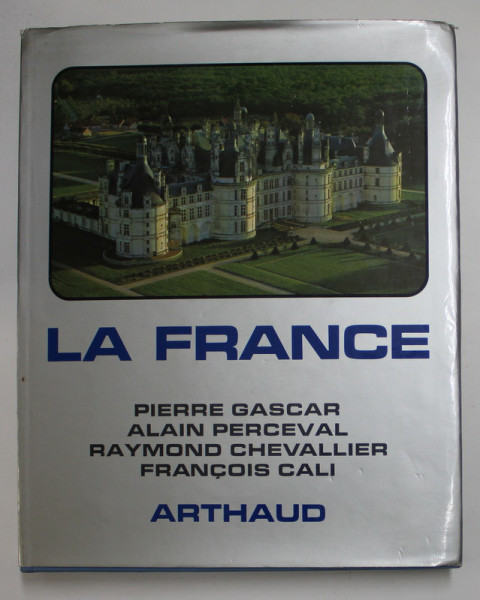 LA FRANCE
PIERRE GASCAR
ALAIN PERCEVAL
RAYMOND CHEVALLIER
FRANÇOIS CALI
ARTHAUD